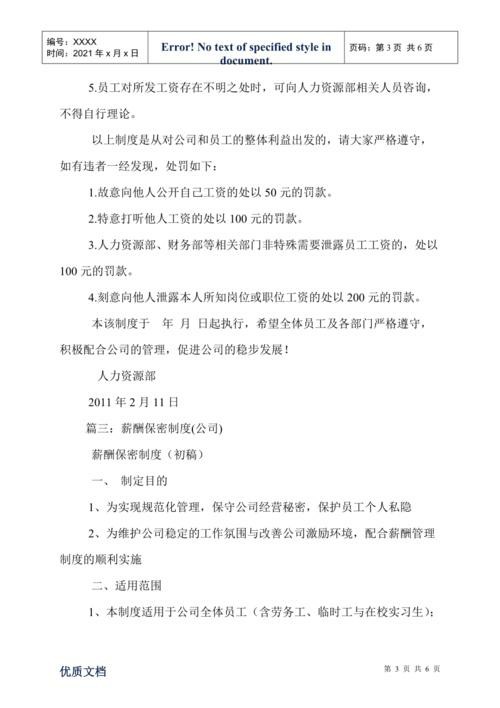 编号：XXXX
时间：2021年x月x日
Error! No text of specified style in
document.
页码：第3页 共6页
5.员工对所发工资存在不明之处时，可向人力资源部相关人员咨询，
不得自行理论。
以上制度是从对公司和员工的整体利益出发的，请大家严格遵守，
如有违者一经发现，处罚如下：
1.故意向他人公开自己工资的处以 50 元的罚款。
2.特意打听他人工资的处以 100 元的罚款。
3.人力资源部、财务部等相关部门非特殊需要泄露员工工资的，处以
100 元的罚款。
4.刻意向他人泄露本人所知岗位或职位工资的处以 200 元的罚款。
本该制度于　年 月 日起执行，希望全体员工及各部门严格遵守，
积极配合公司的管理，促进公司的稳步发展！
人力资源部
2011 年 2 月 11 日
篇三：薪酬保密制度(公司)
薪酬保密制度（初稿）
一、 制定目的
1、为实现规范化管理，保守公司经营秘密，保护员工个人私隐
2、为维护公司稳定的工作氛围与改善公司激励环境，配合薪酬管理
制度的顺利实施
二、适用范围
1、本制度适用于公司全体员工（含劳务工、临时工与在校实习生）；
优质文档
第 3 页 共 6 页